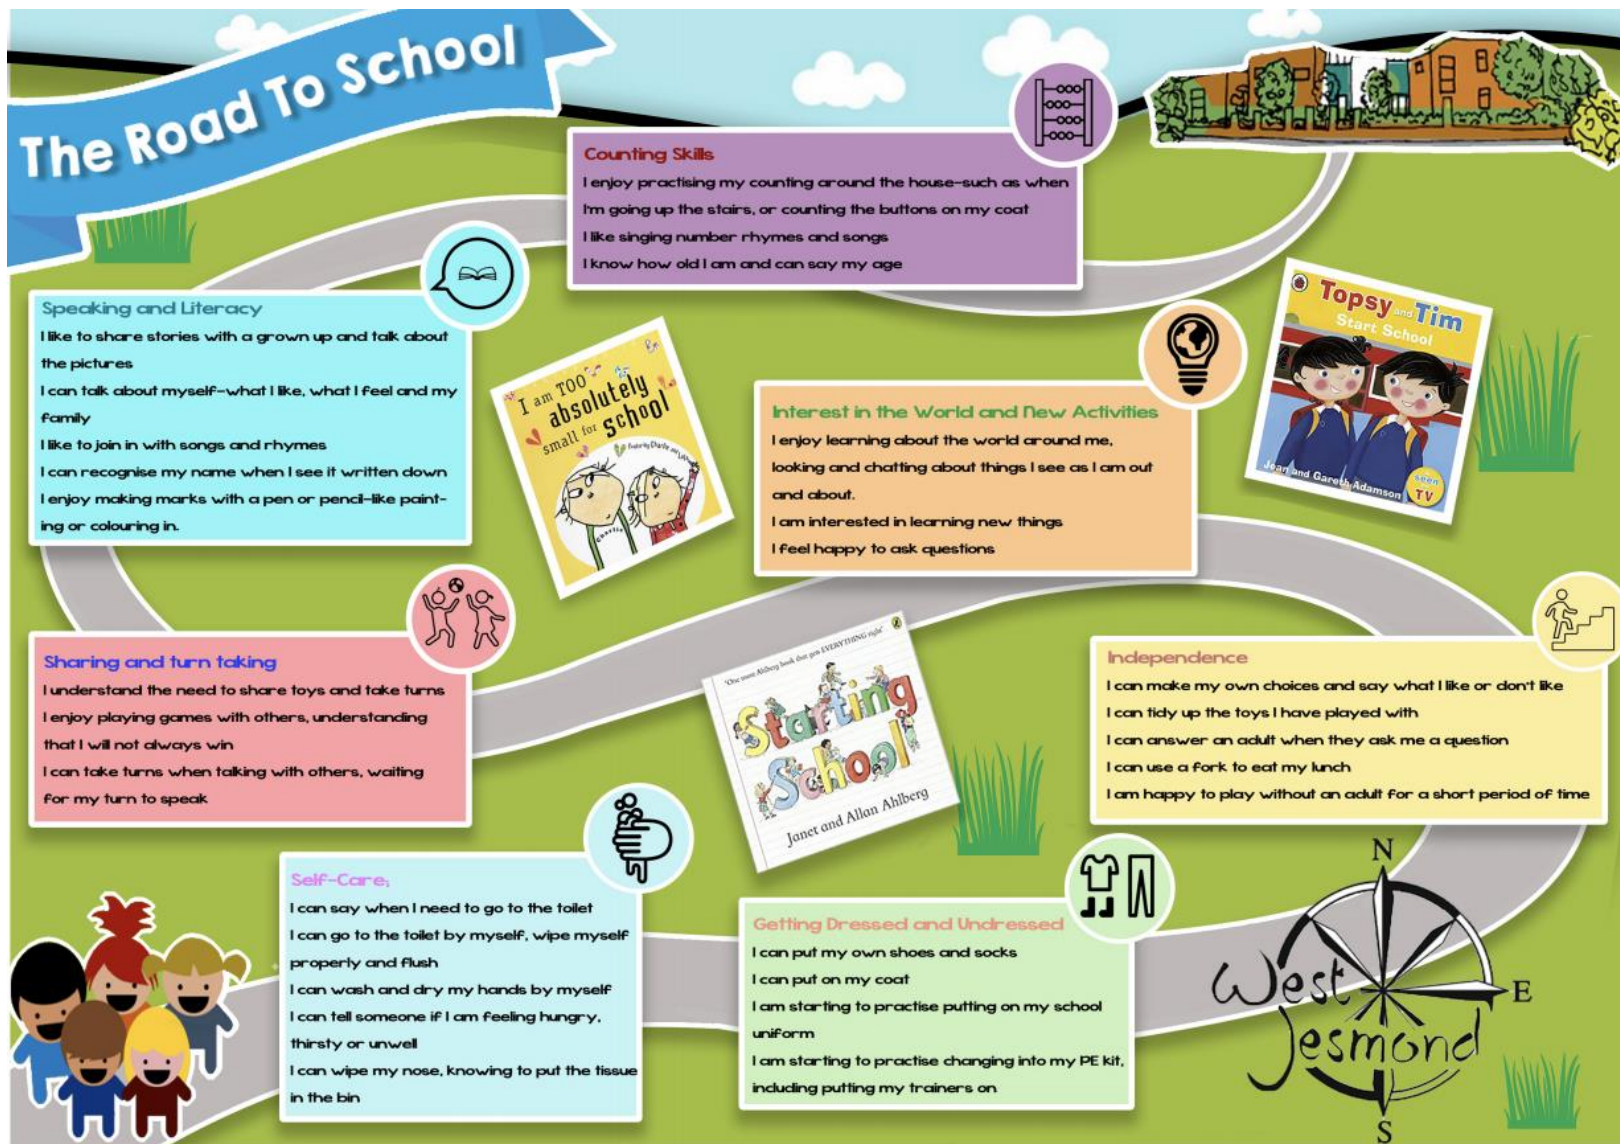 The Road To School
Counting Skills
I enjoy practising my counting around the house-such as when
I'm going up the stairs, or counting the buttons on my coat
I like singing number rhymes and songs
I know how old I am and can say my age
Speaking and Literacy
I like to share stories with a grown up and talk about
the pictures
I can talk about myself-what I like, what I feel and my
family
I like to join in with songs and rhymes
I can recognise my name when I see it written down
I enjoy making marks with a pen or pencil-like paint-
ing or colouring in.
I am TOO
absolutely
small for school
featuring Charlie and Lola
Charlie
Interest in the World and New Activities
I enjoy learning about the world around me,
looking and chatting about things I see as I am out
and about.
I am interested in learning new things
I feel happy to ask questions
Topsy and Tim
Start School
Jean and Gareth Adamson
seen
TV
Sharing and turn taking
I understand the need to share toys and take turns
I enjoy playing games with others, understanding
that I will not always win
I can take turns when talking with others, waiting
for my turn to speak
'One more Ahlberg book that gets EVERYTHING right'
Starting
School
Janet and Allan Ahlberg
Independence
I can make my own choices and say what I like or don't like
I can tidy up the toys I have played with
I can answer an adult when they ask me a question
I can use a fork to eat my lunch
I am happy to play without an adult for a short period of time
Self-Care;
I can say when I need to go to the toilet
I can go to the toilet by myself, wipe myself
properly and flush
I can wash and dry my hands by myself
I can tell someone if I am feeling hungry,
thirsty or unwell
I can wipe my nose, knowing to put the tissue
in the bin
Getting Dressed and Undressed
I can put my own shoes and socks
I can put on my coat
I am starting to practise putting on my school
uniform
I am starting to practise changing into my PE kit,
including putting my trainers on
N
West
E
Jesmond
S